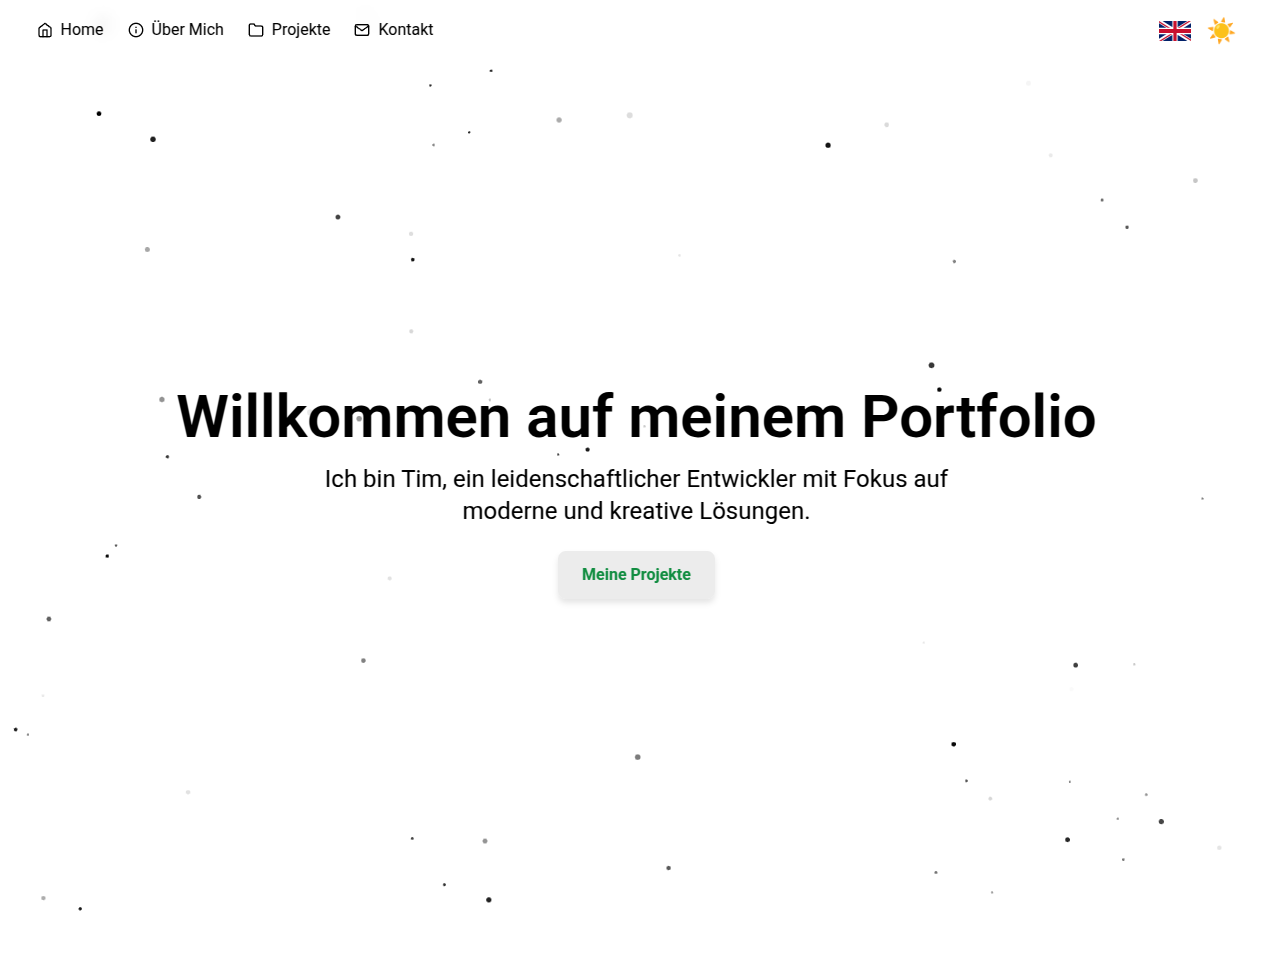 Home
Über Mich
Projekte
Kontakt
Willkommen auf meinem Portfolio
Ich bin Tim, ein leidenschaftlicher Entwickler mit Fokus auf
moderne und kreative Lösungen.
Meine Projekte